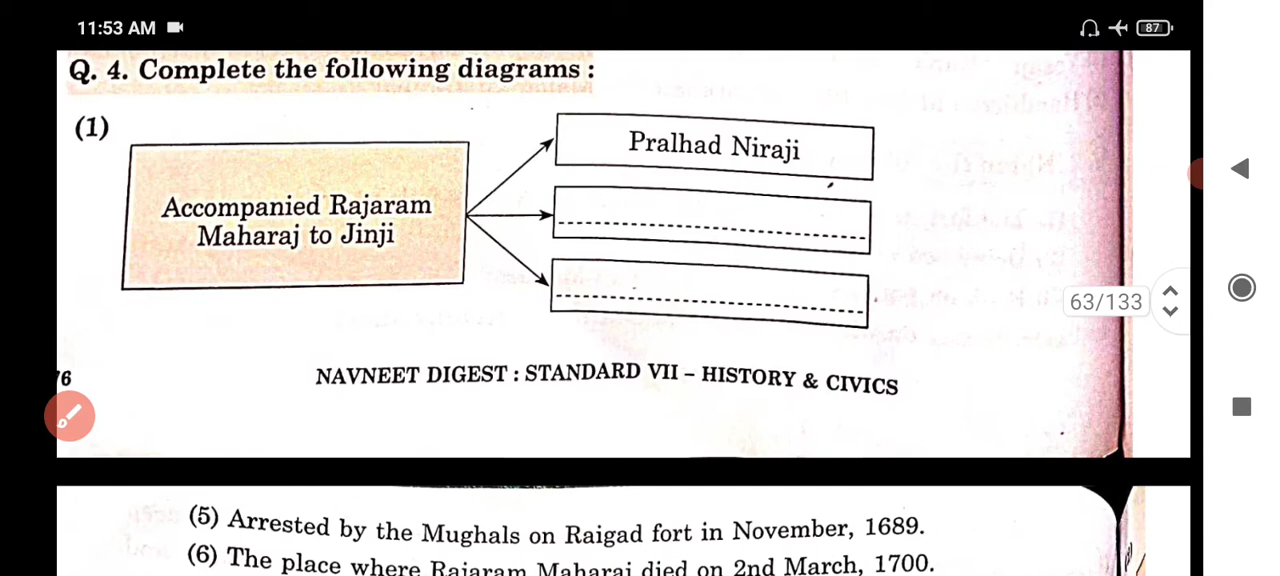 11:53 AM
87
Q. 4. Complete the following diagrams :
(1)
Pralhad Niraji
Accompanied Rajaram
Maharaj to Jinji
63/133
76
NAVNEET DIGEST : STANDARD VII – HISTORY & CIVICS
(5) Arrested by the Mughals on Raigad fort in November, 1689.
(6) The place where Rajaram Maharaj died on 2nd March, 1700.